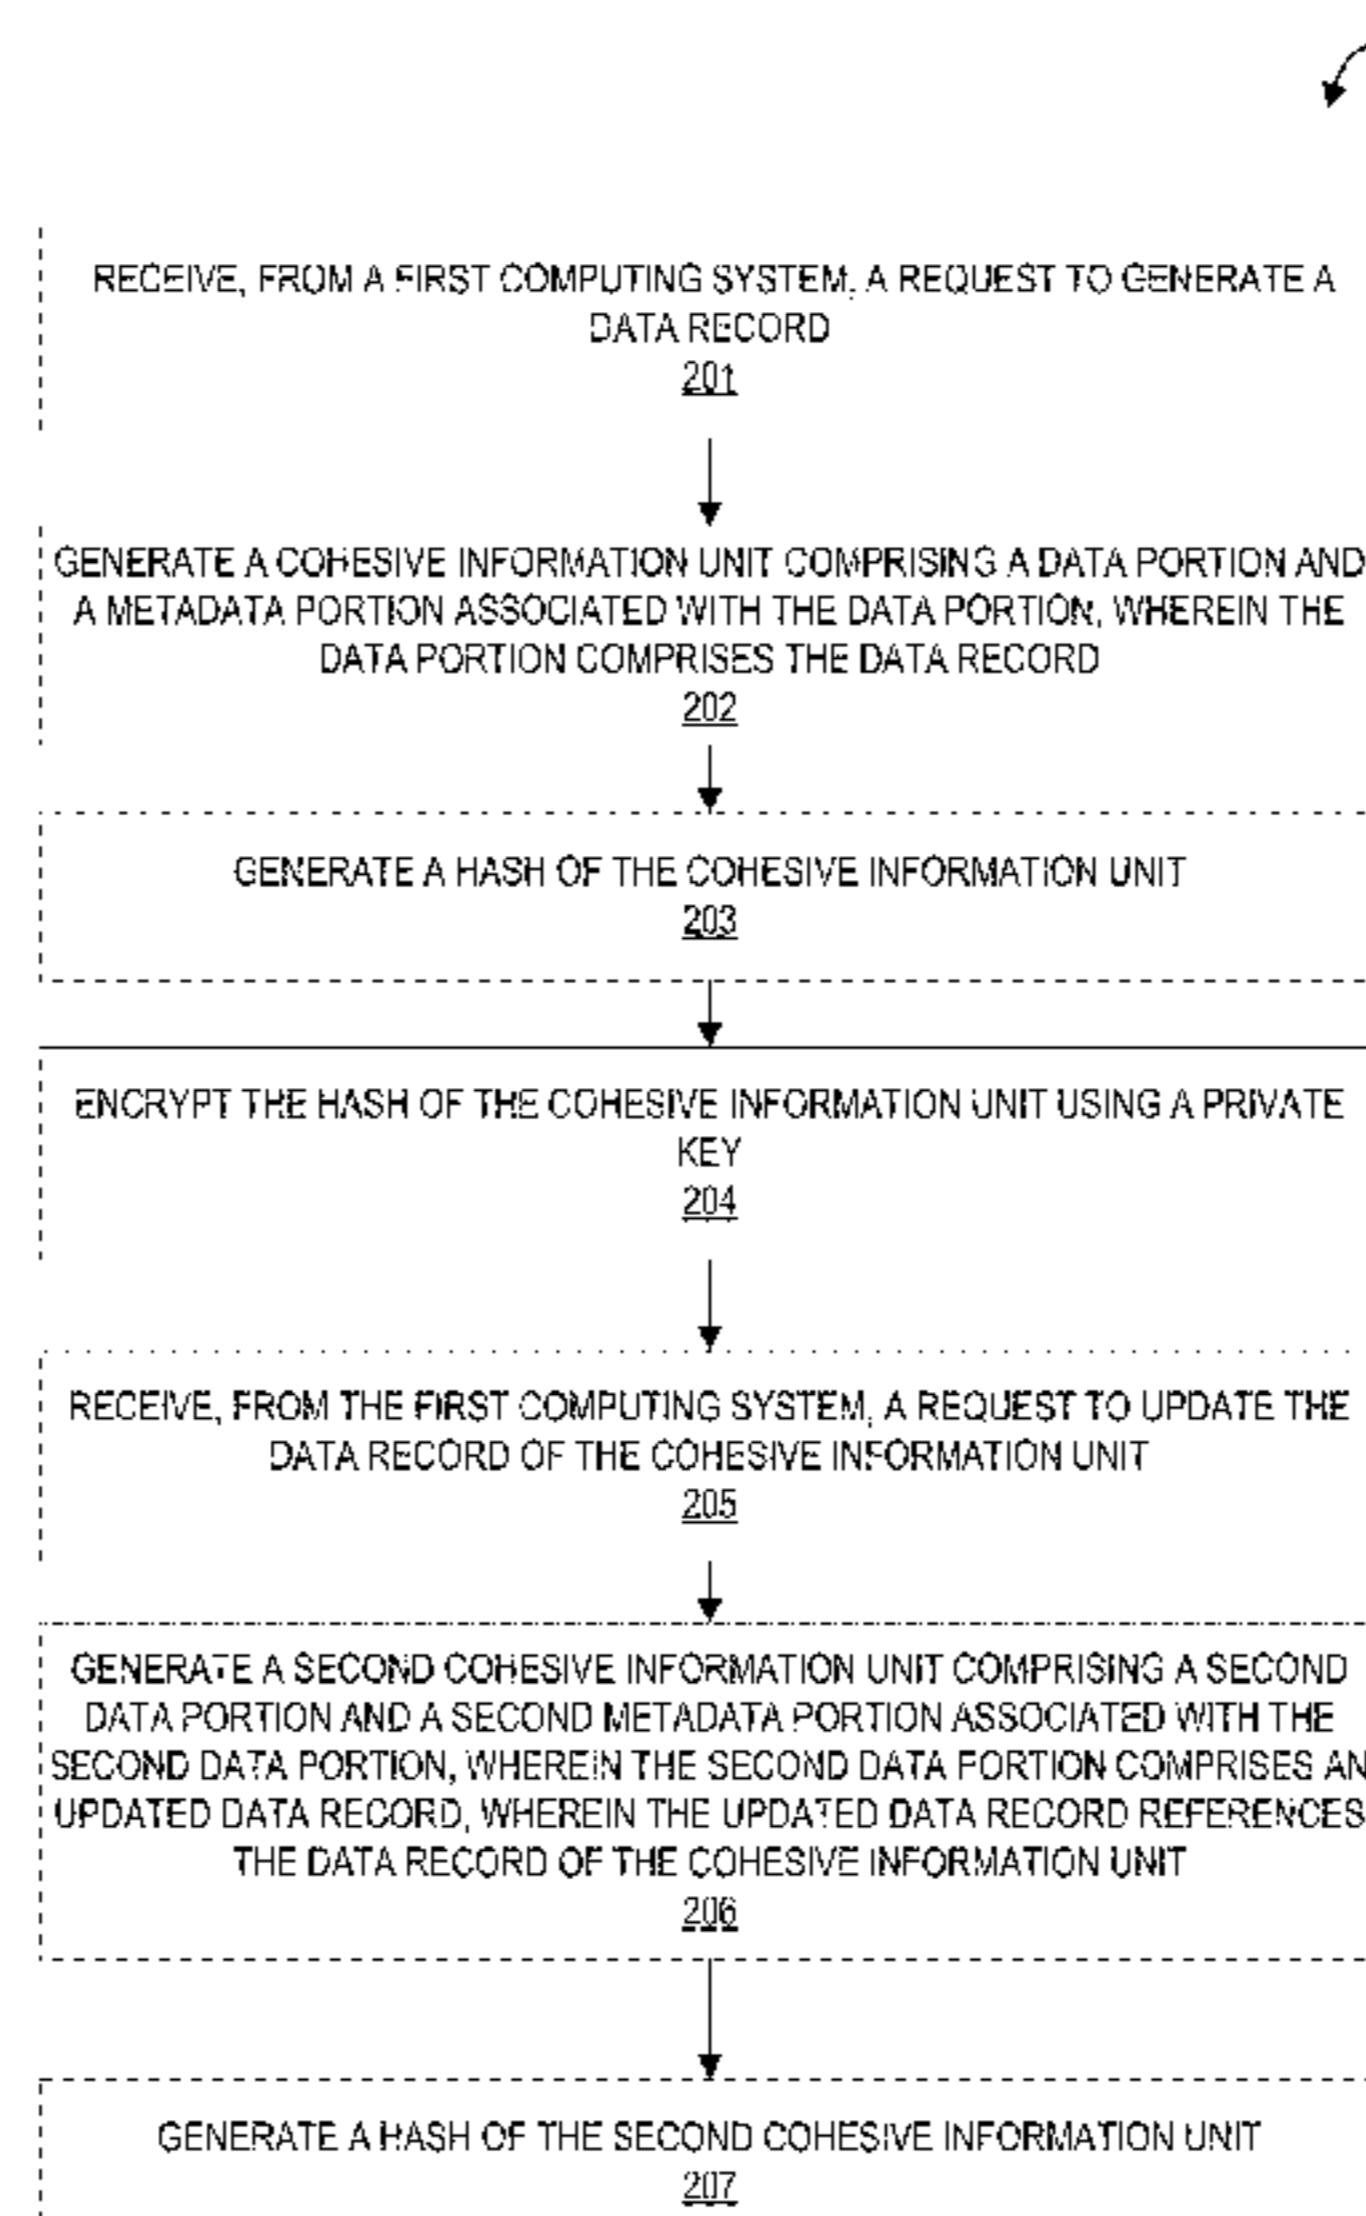 RECEIVE, FROM A FIRST COMPUTING SYSTEM, A REQUEST TO GENERATE A
DATA RECORD
201
GENERATE A COHESIVE INFORMATION UNIT COMPRISING A DATA PORTION AND
A METADATA PORTION ASSOCIATED WITH THE DATA PORTION, WHEREIN THE
DATA PORTION COMPRISES THE DATA RECORD
202
GENERATE A HASH OF THE COHESIVE INFORMATION UNIT
203
ENCRYPT THE HASH OF THE COHESIVE INFORMATION UNIT USING A PRIVATE
KEY
204
RECEIVE, FROM THE FIRST COMPUTING SYSTEM, A REQUEST TO UPDATE THE
DATA RECORD OF THE COHESIVE INFORMATION UNIT
205
GENERATE A SECOND COHESIVE INFORMATION UNIT COMPRISING A SECOND
DATA PORTION AND A SECOND METADATA PORTION ASSOCIATED WITH THE
SECOND DATA PORTION, WHEREIN THE SECOND DATA PORTION COMPRISES AN
UPDATED DATA RECORD, WHEREIN THE UPDATED DATA RECORD REFERENCES
THE DATA RECORD OF THE COHESIVE INFORMATION UNIT
206
GENERATE A HASH OF THE SECOND COHESIVE INFORMATION UNIT
207